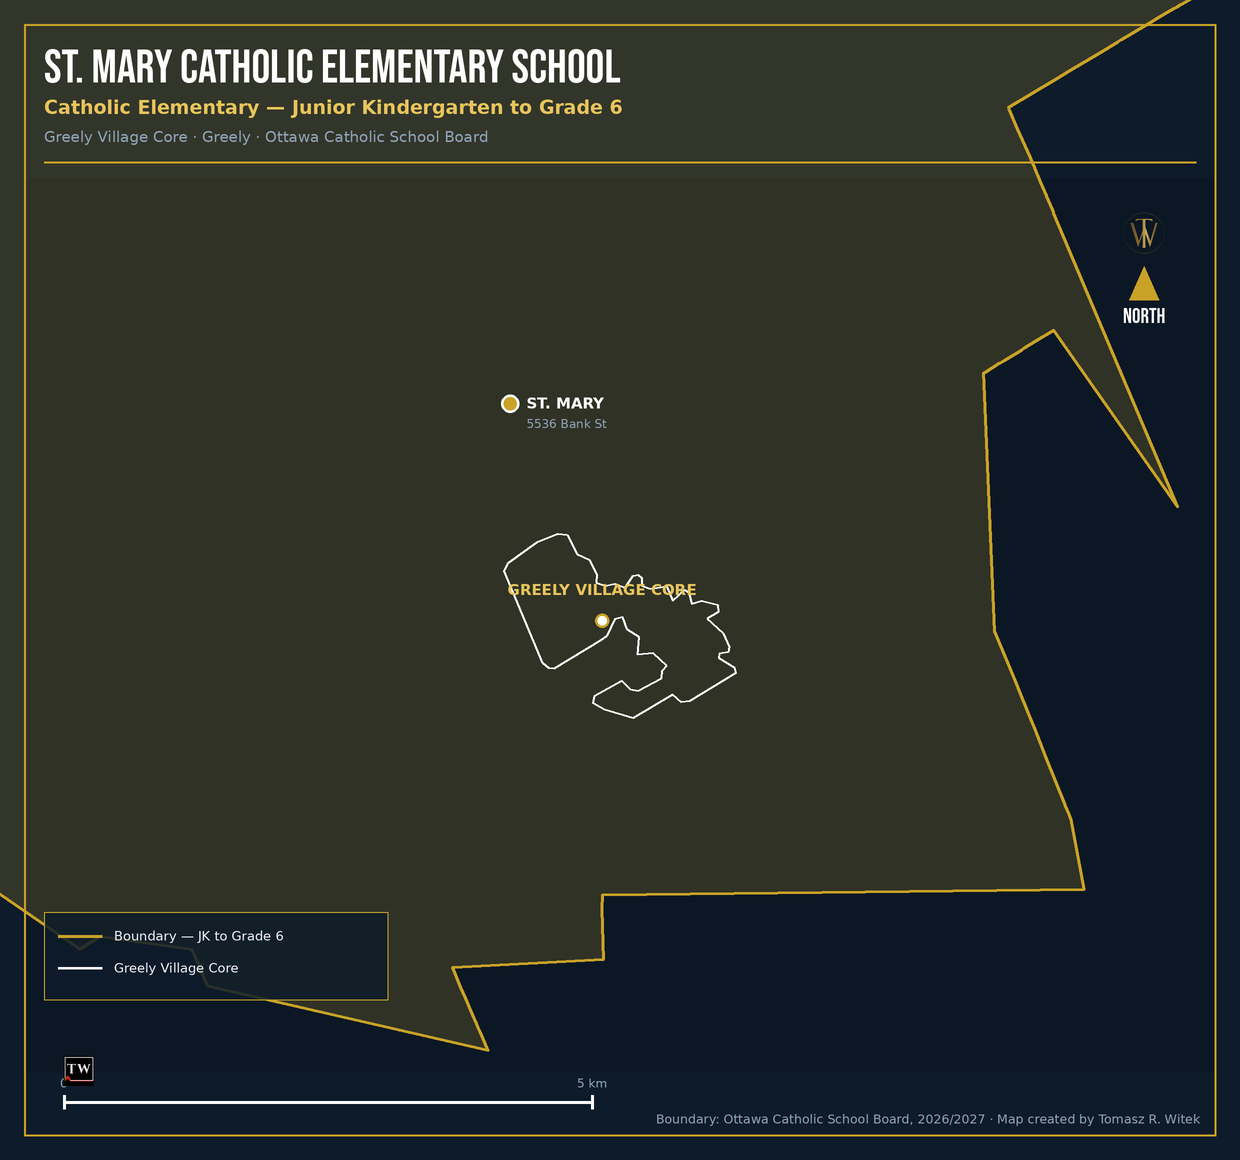 ST. MARY CATHOLIC ELEMENTARY SCHOOL
Catholic Elementary — Junior Kindergarten to Grade 6
Greely Village Core · Greely · Ottawa Catholic School Board
TW
NORTH
ST. MARY
5536 Bank St
GREELY VILLAGE CORE
Boundary — JK to Grade 6
Greely Village Core
TW
0 5 km
Boundary: Ottawa Catholic School Board, 2026/2027 · Map created by Tomasz R. Witek